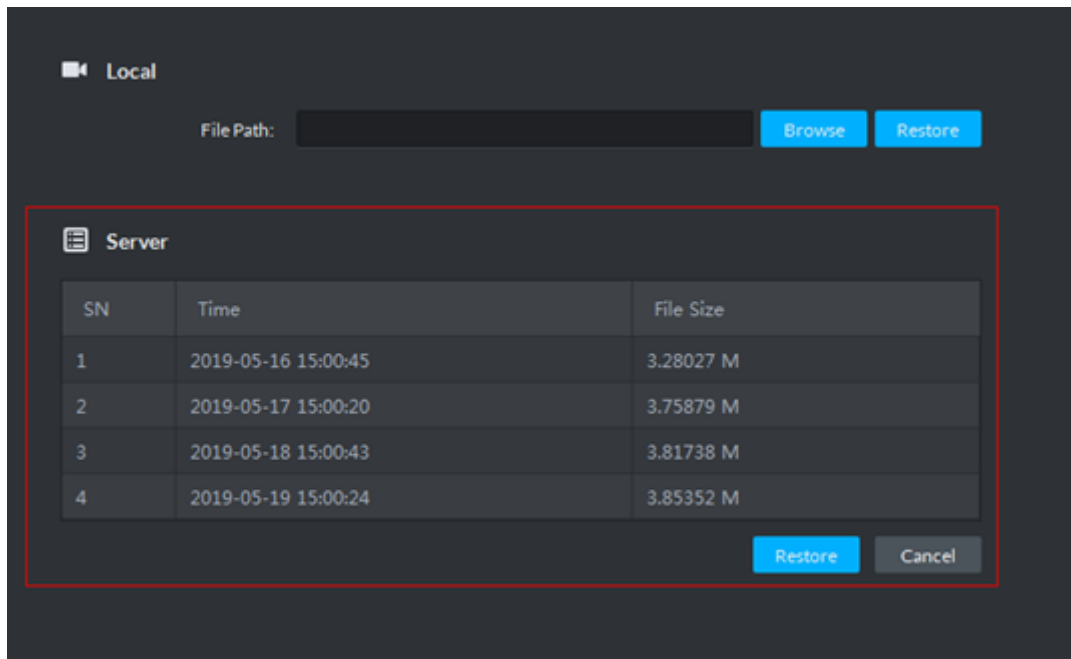 Local
File Path: Browse Restore
Server
SN Time File Size
1 2019-05-16 15:00:45 3.28027 M
2 2019-05-17 15:00:20 3.75879 M
3 2019-05-18 15:00:43 3.81738 M
4 2019-05-19 15:00:24 3.85352 M
Restore Cancel